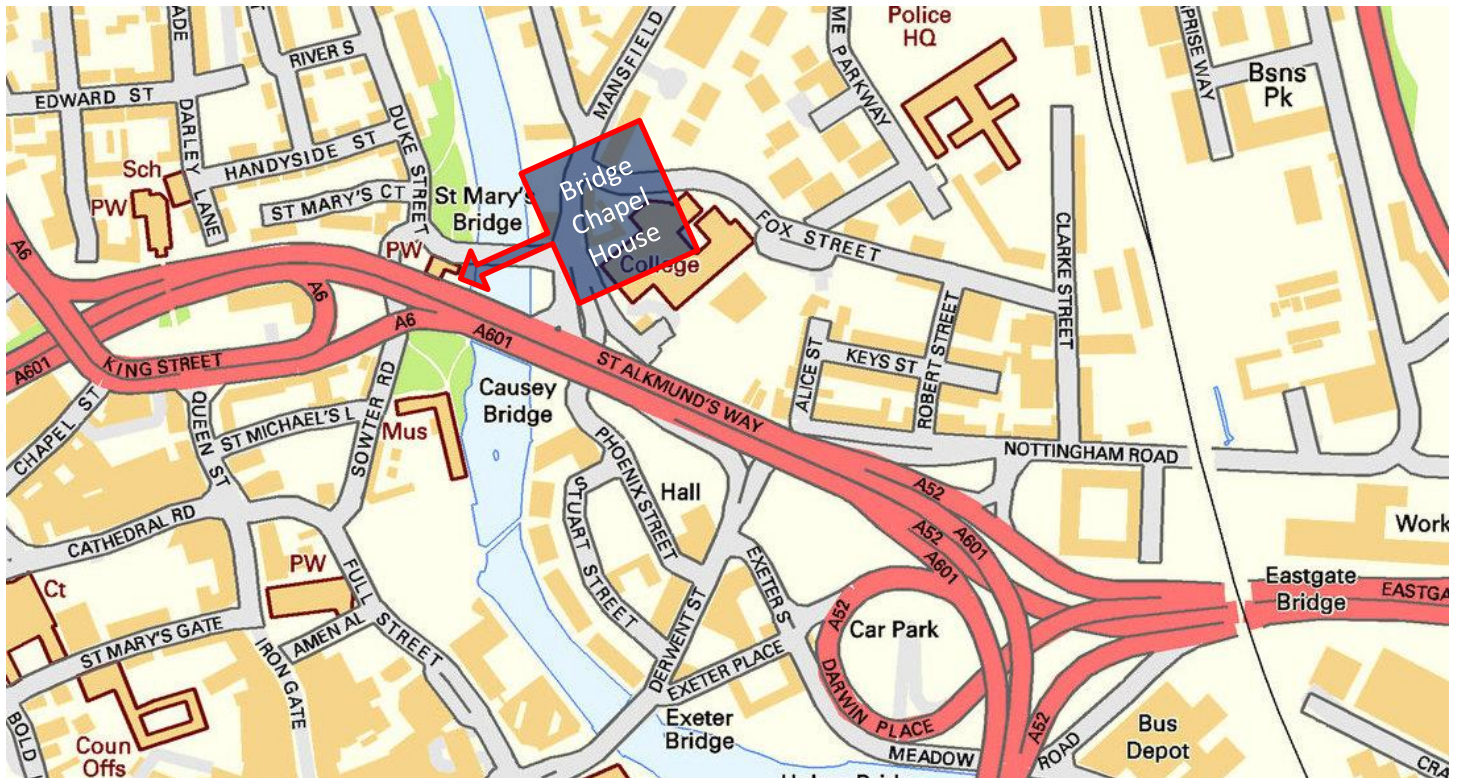 Police
HQ
ADE
RIVER S
MANSFIELD
ME PARKWAY
PRISE WAY
Bsns
Pk
EDWARD ST
DARLEY LANE
DUKE STREET
HANDYSIDE ST
Sch
PW
ST MARY'S CT
St Mary's
Bridge
Bridge
Chapel
House
College
FOX STREET
CLARKE STREET
PW
A6
A6
A6
A601
A601
KING STREET
ST ALKMUND'S WAY
KEYS ST
ALICE ST
ROBERT STREET
CHAPEL ST
QUEEN ST
ST MICHAEL'S L
SOWTER RD
Mus
Causey
Bridge
NOTTINGHAM ROAD
PHOENIX STREET
STUART STREET
Hall
A52
A52
A601
A601
Work
CATHEDRAL RD
PW
Ct
FULL STREET
EXETER S
Eastgate
Bridge
EASTGA
A52
Car Park
ST MARY'S GATE
AMEN AL
IRON GATE
DERWENT ST
EXETER PLACE
DARWIN PLACE
Exeter
Bridge
MEADOW ROAD
A52
Bus
Depot
BOLD
Coun
Offs
CRA